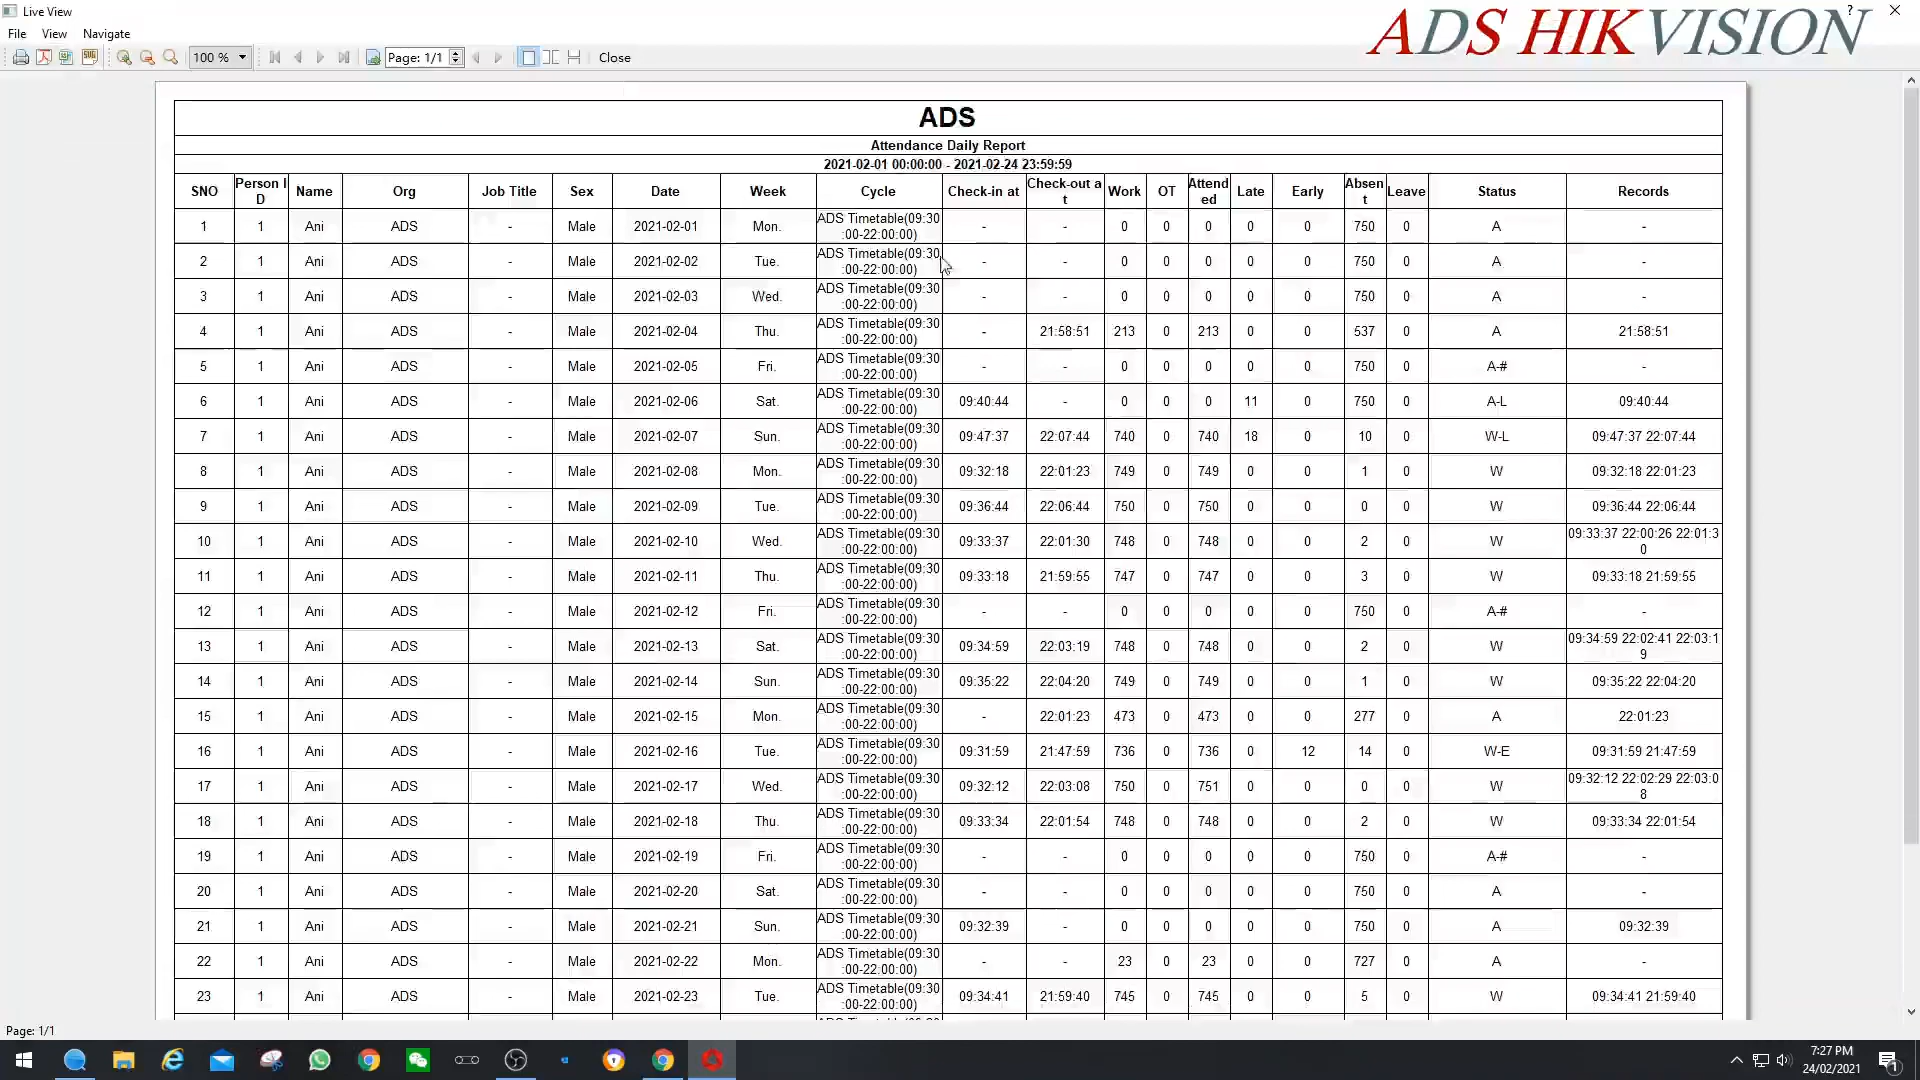 Live View
?
ADS HIKVISION
File View Navigate
100 % Page: 1/1 Close
ADS
Attendance Daily Report
2021-02-01 00:00:00 - 2021-02-24 23:59:59
SNO Person I
D Name Org Job Title Sex Date Week Cycle Check-in at Check-out a
t Work OT Attend
ed Late Early Absen
t Leave Status Records
1 1 Ani ADS - Male 2021-02-01 Mon. ADS Timetable(09:30
:00-22:00:00) - - 0 0 0 0 0 750 0 A -
2 1 Ani ADS - Male 2021-02-02 Tue. ADS Timetable(09:30
:00-22:00:00) - - 0 0 0 0 0 750 0 A -
3 1 Ani ADS - Male 2021-02-03 Wed. ADS Timetable(09:30
:00-22:00:00) - - 0 0 0 0 0 750 0 A -
4 1 Ani ADS - Male 2021-02-04 Thu. ADS Timetable(09:30
:00-22:00:00) - 21:58:51 213 0 213 0 0 537 0 A 21:58:51
5 1 Ani ADS - Male 2021-02-05 Fri. ADS Timetable(09:30
:00-22:00:00) - - 0 0 0 0 0 750 0 A-# -
6 1 Ani ADS - Male 2021-02-06 Sat. ADS Timetable(09:30
:00-22:00:00) 09:40:44 - 0 0 0 11 0 750 0 A-L 09:40:44
7 1 Ani ADS - Male 2021-02-07 Sun. ADS Timetable(09:30
:00-22:00:00) 09:47:37 22:07:44 740 0 740 18 0 10 0 W-L 09:47:37 22:07:44
8 1 Ani ADS - Male 2021-02-08 Mon. ADS Timetable(09:30
:00-22:00:00) 09:32:18 22:01:23 749 0 749 0 0 1 0 W 09:32:18 22:01:23
9 1 Ani ADS - Male 2021-02-09 Tue. ADS Timetable(09:30
:00-22:00:00) 09:36:44 22:06:44 750 0 750 0 0 0 0 W 09:36:44 22:06:44
10 1 Ani ADS - Male 2021-02-10 Wed. ADS Timetable(09:30
:00-22:00:00) 09:33:37 22:01:30 748 0 748 0 0 2 0 W 09:33:37 22:00:26 22:01:3
0
11 1 Ani ADS - Male 2021-02-11 Thu. ADS Timetable(09:30
:00-22:00:00) 09:33:18 21:59:55 747 0 747 0 0 3 0 W 09:33:18 21:59:55
12 1 Ani ADS - Male 2021-02-12 Fri. ADS Timetable(09:30
:00-22:00:00) - - 0 0 0 0 0 750 0 A-# -
13 1 Ani ADS - Male 2021-02-13 Sat. ADS Timetable(09:30
:00-22:00:00) 09:34:59 22:03:19 748 0 748 0 0 2 0 W 09:34:59 22:02:41 22:03:1
9
14 1 Ani ADS - Male 2021-02-14 Sun. ADS Timetable(09:30
:00-22:00:00) 09:35:22 22:04:20 749 0 749 0 0 1 0 W 09:35:22 22:04:20
15 1 Ani ADS - Male 2021-02-15 Mon. ADS Timetable(09:30
:00-22:00:00) - 22:01:23 473 0 473 0 0 277 0 A 22:01:23
16 1 Ani ADS - Male 2021-02-16 Tue. ADS Timetable(09:30
:00-22:00:00) 09:31:59 21:47:59 736 0 736 0 12 14 0 W-E 09:31:59 21:47:59
17 1 Ani ADS - Male 2021-02-17 Wed. ADS Timetable(09:30
:00-22:00:00) 09:32:12 22:03:08 750 0 751 0 0 0 0 W 09:32:12 22:02:29 22:03:0
8
18 1 Ani ADS - Male 2021-02-18 Thu. ADS Timetable(09:30
:00-22:00:00) 09:33:34 22:01:54 748 0 748 0 0 2 0 W 09:33:34 22:01:54
19 1 Ani ADS - Male 2021-02-19 Fri. ADS Timetable(09:30
:00-22:00:00) - - 0 0 0 0 0 750 0 A-# -
20 1 Ani ADS - Male 2021-02-20 Sat. ADS Timetable(09:30
:00-22:00:00) - - 0 0 0 0 0 750 0 A -
21 1 Ani ADS - Male 2021-02-21 Sun. ADS Timetable(09:30
:00-22:00:00) 09:32:39 - 0 0 0 0 0 750 0 A 09:32:39
22 1 Ani ADS - Male 2021-02-22 Mon. ADS Timetable(09:30
:00-22:00:00) - - 23 0 23 0 0 727 0 A -
23 1 Ani ADS - Male 2021-02-23 Tue. ADS Timetable(09:30
:00-22:00:00) 09:34:41 21:59:40 745 0 745 0 0 5 0 W 09:34:41 21:59:40
Page: 1/1
7:27 PM
24/02/2021
1